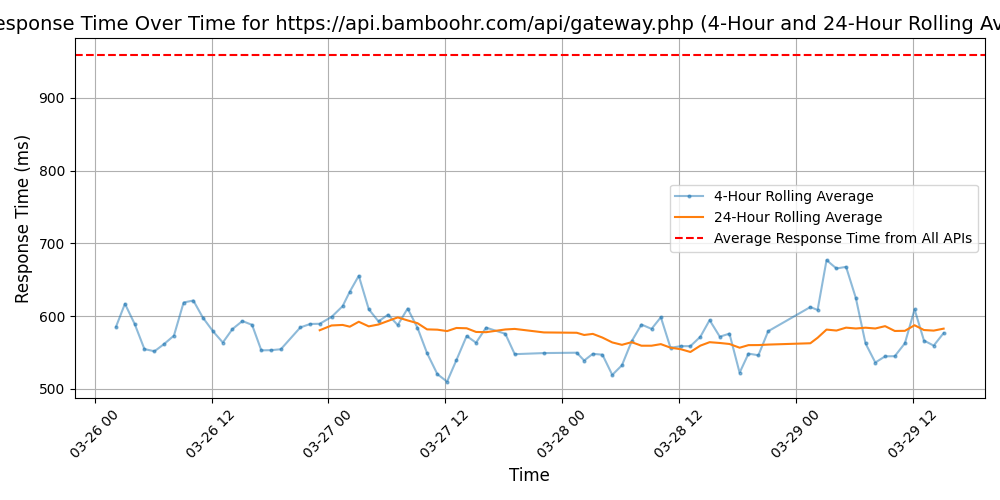 esponse Time Over Time for https://api.bamboohr.com/api/gateway.php (4-Hour and 24-Hour Rolling Av
Response Time (ms)
900
800
700
600
500
4-Hour Rolling Average
24-Hour Rolling Average
Average Response Time from All APIs
03-26 00
03-26 12
03-27 00
03-27 12
03-28 00
03-28 12
03-29 00
03-29 12
Time